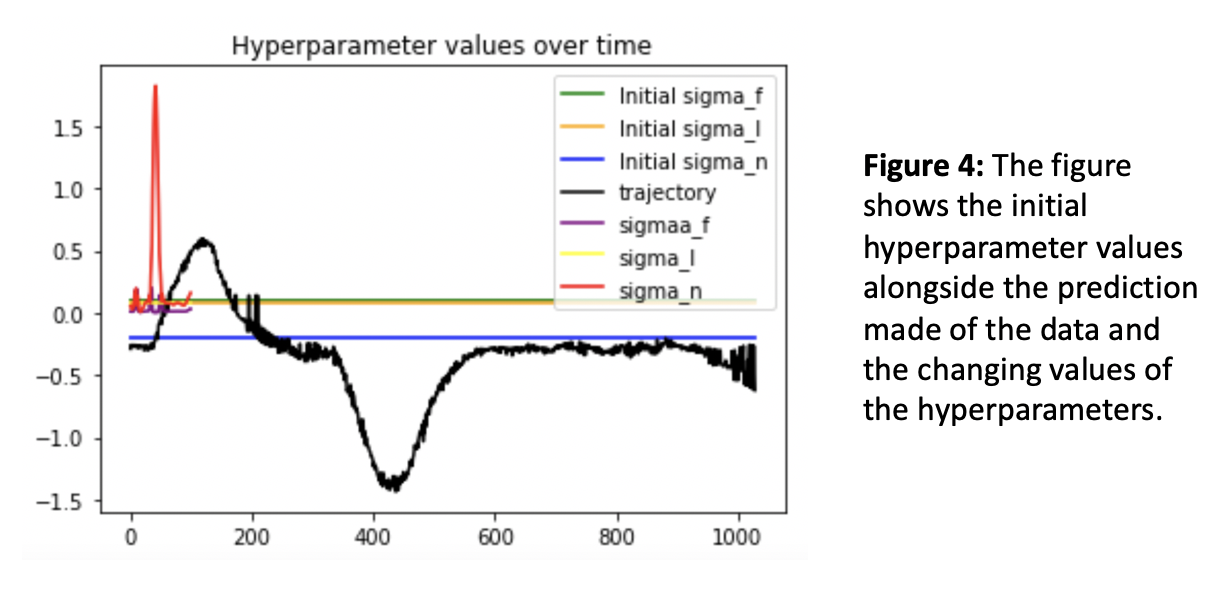 Hyperparameter values over time
1.5
1.0
0.5
0.0
−0.5
−1.0
−1.5
0 200 400 600 800 1000
Initial sigma_f
Initial sigma_l
Initial sigma_n
trajectory
sigmaa_f
sigma_l
sigma_n
Figure 4: The figure
shows the initial
hyperparameter values
alongside the prediction
made of the data and
the changing values of
the hyperparameters.